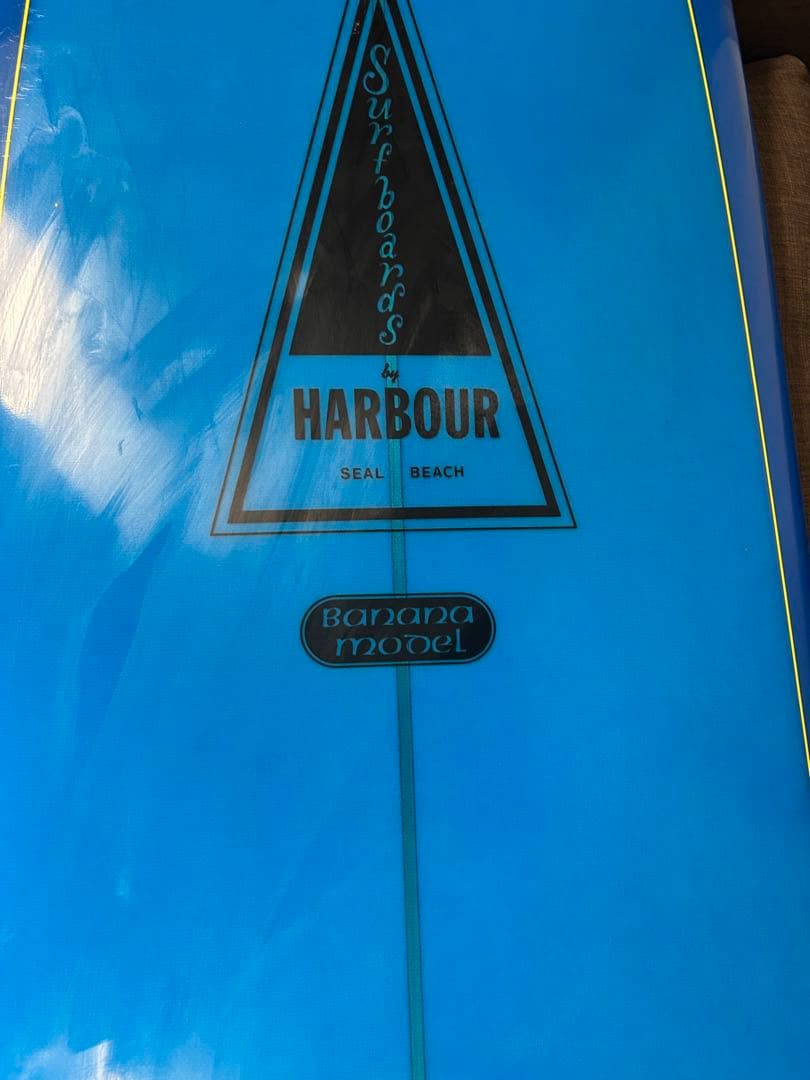 Surfboards
by
HARBOUR
SEAL BEACH
BANANA
MODEL